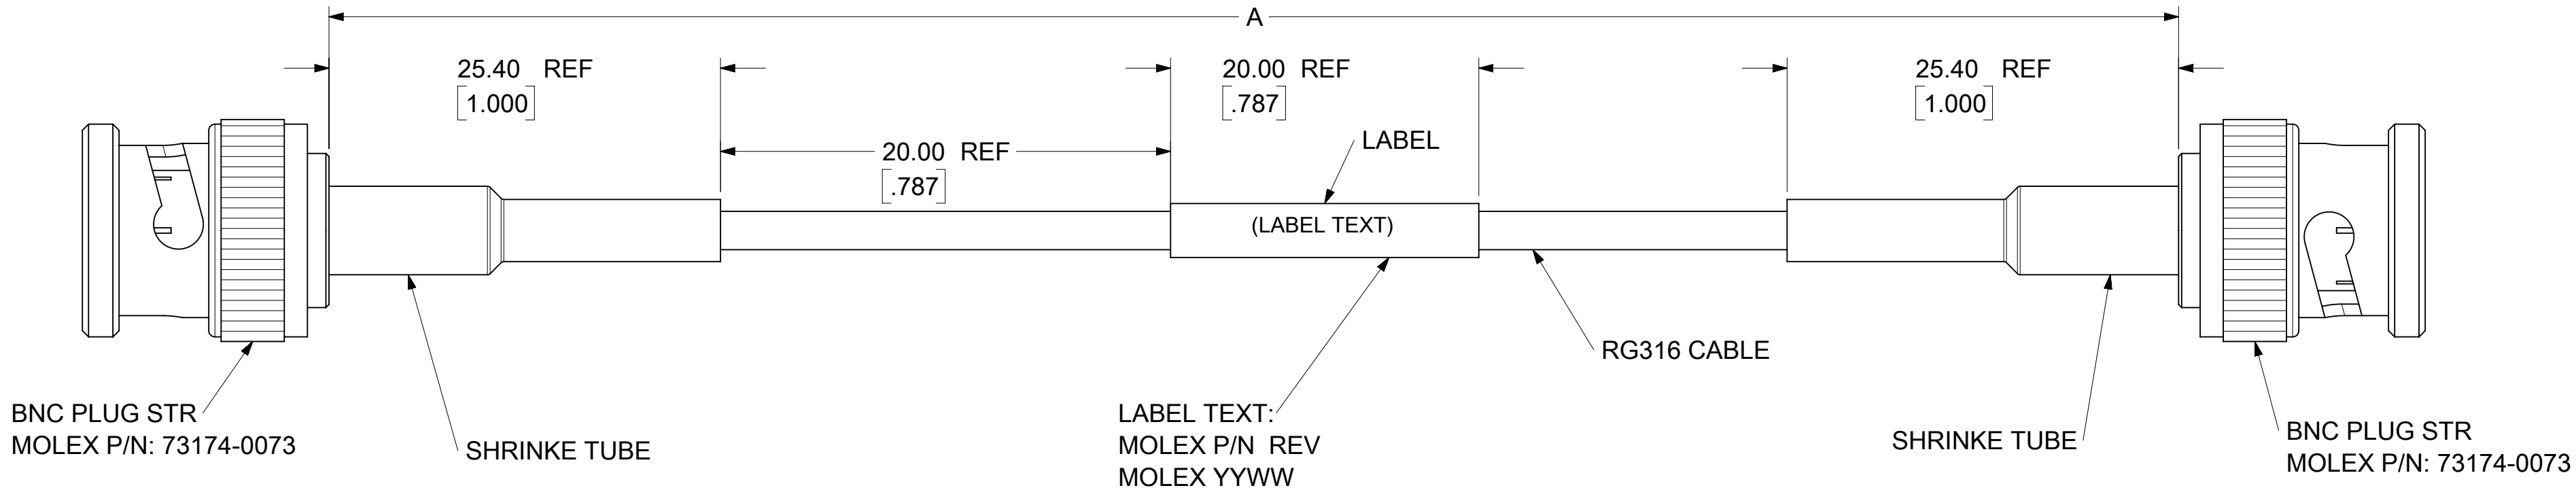 A
25.40 REF
[1.000]
20.00 REF
[.787]
25.40 REF
[1.000]
LABEL
20.00 REF
[.787]
(LABEL TEXT)
RG316 CABLE
BNC PLUG STR
MOLEX P/N: 73174-0073
SHRINKE TUBE
LABEL TEXT:
MOLEX P/N REV
MOLEX YYWW
SHRINKE TUBE
BNC PLUG STR
MOLEX P/N: 73174-0073